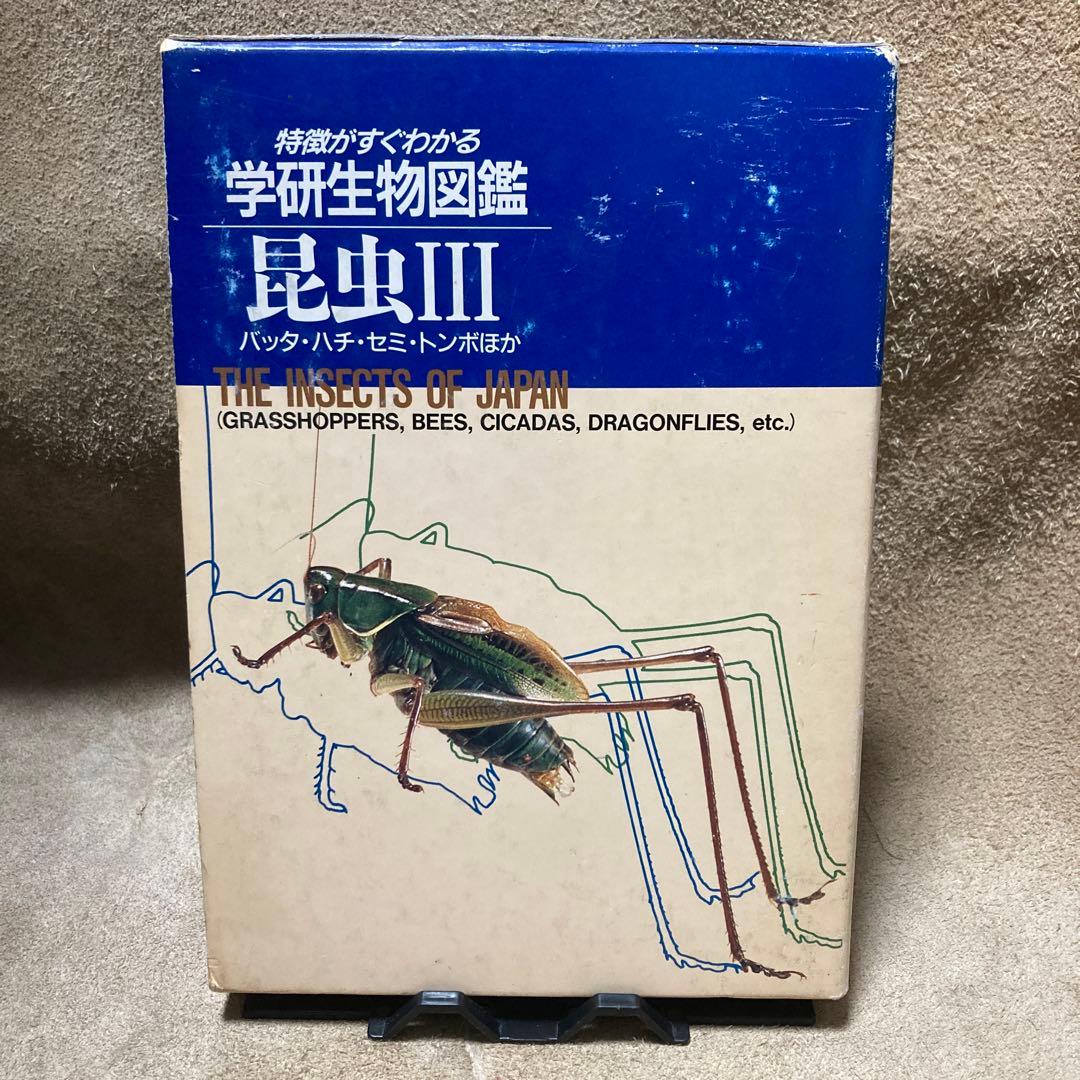 特徴がすぐわかる
学研生物図鑑
昆虫III
バッタ・ハチ・セミ・トンボほか
THE INSECTS OF JAPAN
(GRASSHOPPERS, BEES, CICADAS, DRAGONFLIES, etc.)